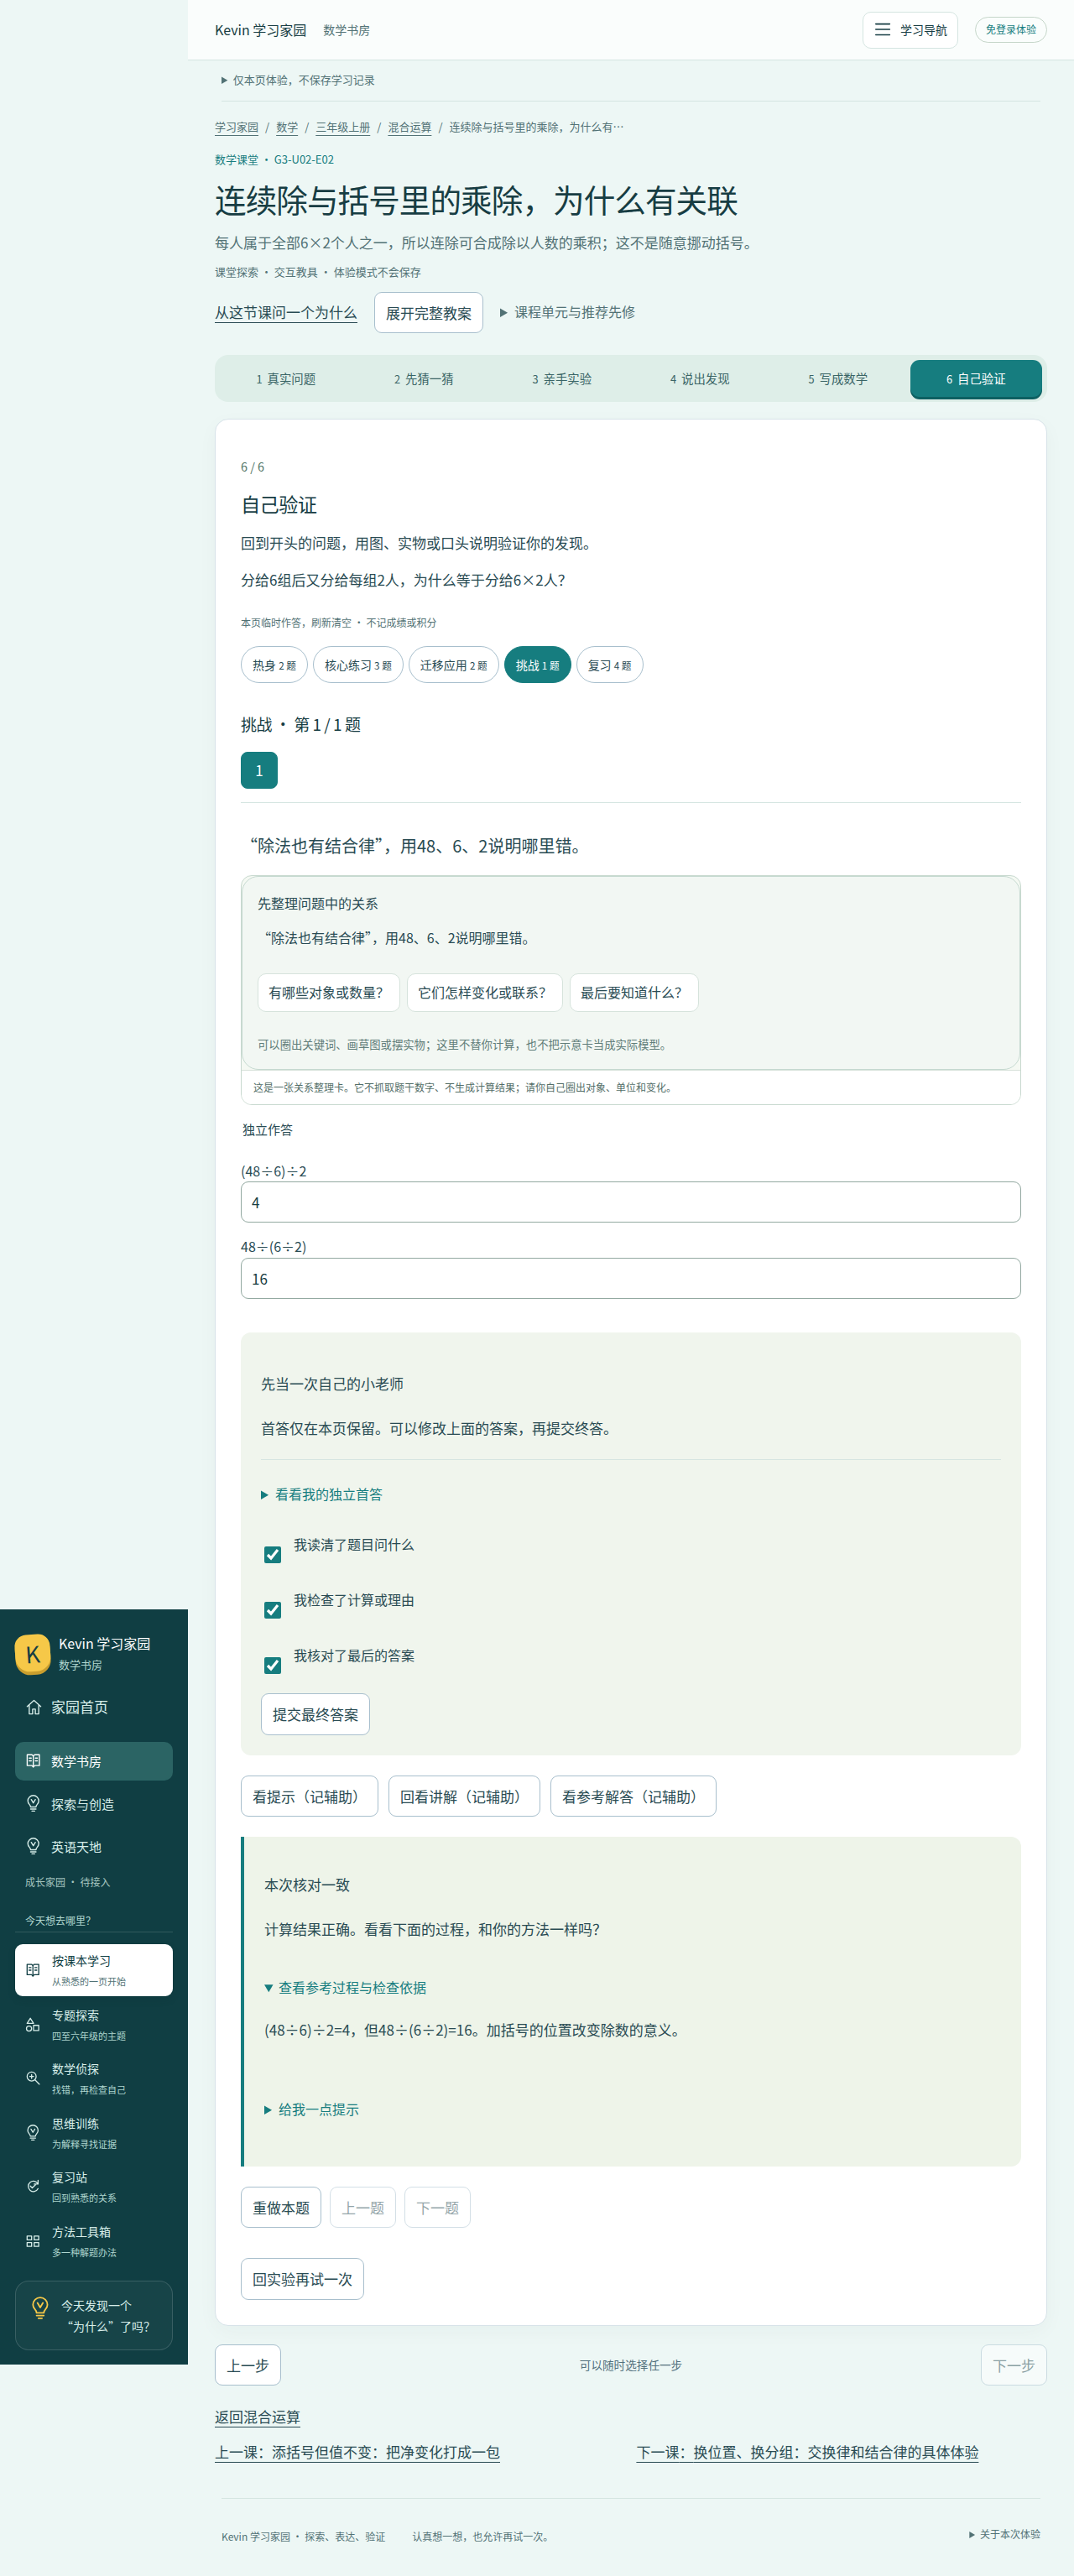 Kevin 学习家园 数学书房 学习导航 免登录体验
▶ 仅本页体验，不保存学习记录
学习家园 / 数学 / 三年级上册 / 混合运算 / 连续除与括号里的乘除，为什么有…
数学课堂 · G3-U02-E02
连续除与括号里的乘除，为什么有关联
每人属于全部6×2个人之一，所以连除可合成除以人数的乘积；这不是随意挪动括号。
课堂探索 · 交互教具 · 体验模式不会保存
从这节课问一个为什么 展开完整教案 ▶ 课程单元与推荐先修
1 真实问题 2 先猜一猜 3 亲手实验 4 说出发现 5 写成数学 6 自己验证
6 / 6
自己验证
回到开头的问题，用图、实物或口头说明验证你的发现。
分给6组后又分给每组2人，为什么等于分给6×2人？
本页临时作答，刷新清空 · 不记成绩或积分
热身 2 题 核心练习 3 题 迁移应用 2 题 挑战 1 题 复习 4 题
挑战 · 第 1 / 1 题
1
“除法也有结合律”，用48、6、2说明哪里错。
先整理问题中的关系
“除法也有结合律”，用48、6、2说明哪里错。
有哪些对象或数量？ 它们怎样变化或联系？ 最后要知道什么？
可以圈出关键词、画草图或摆实物；这里不替你计算，也不把示意卡当成实际模型。
这是一张关系整理卡。它不抓取题干数字、不生成计算结果；请你自己圈出对象、单位和变化。
独立作答
(48÷6)÷2
4
48÷(6÷2)
16
先当一次自己的小老师
首答仅在本页保留。可以修改上面的答案，再提交终答。
▶ 看看我的独立首答
我读清了题目问什么
我检查了计算或理由
我核对了最后的答案
提交最终答案
看提示（记辅助） 回看讲解（记辅助） 看参考解答（记辅助）
本次核对一致
计算结果正确。看看下面的过程，和你的方法一样吗？
▼ 查看参考过程与检查依据
(48÷6)÷2=4，但48÷(6÷2)=16。加括号的位置改变除数的意义。
▶ 给我一点提示
重做本题 上一题 下一题
回实验再试一次
上一步 可以随时选择任一步 下一步
返回混合运算
上一课：添括号但值不变：把净变化打成一包 下一课：换位置、换分组：交换律和结合律的具体体验
Kevin 学习家园 · 探索、表达、验证 认真想一想，也允许再试一次。 ▶ 关于本次体验
K
Kevin 学习家园
数学书房
家园首页
数学书房
探索与创造
英语天地
成长家园 · 待接入
今天想去哪里？
按课本学习
从熟悉的一页开始
专题探索
四至六年级的主题
数学侦探
找错，再检查自己
思维训练
为解释寻找证据
复习站
回到熟悉的关系
方法工具箱
多一种解题办法
今天发现一个
“为什么”了吗？